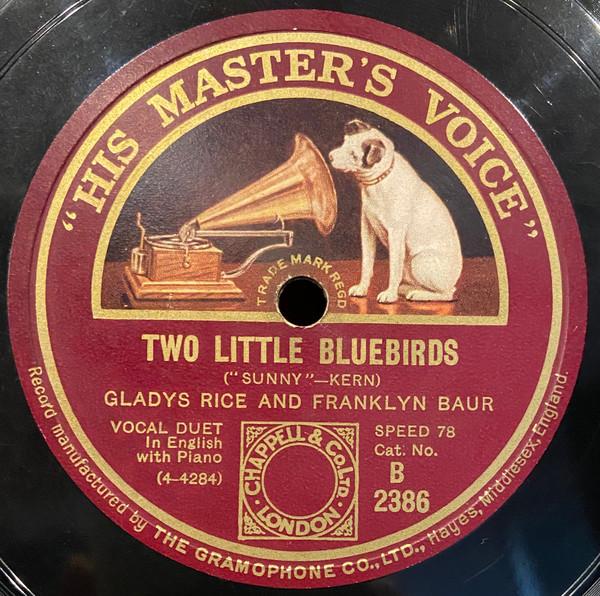 "HIS MASTER'S VOICE"
TRADE MARK REGD
TWO LITTLE BLUEBIRDS
("SUNNY"—KERN)
GLADYS RICE AND FRANKLYN BAUR
VOCAL DUET
In English
with Piano
(4-4284)
CHAPPELL & Co LTD.
LONDON
SPEED 78
Cat. No.
B
2386
Record manufactured by THE GRAMOPHONE CO., LTD., Hayes, Middlesex, England.